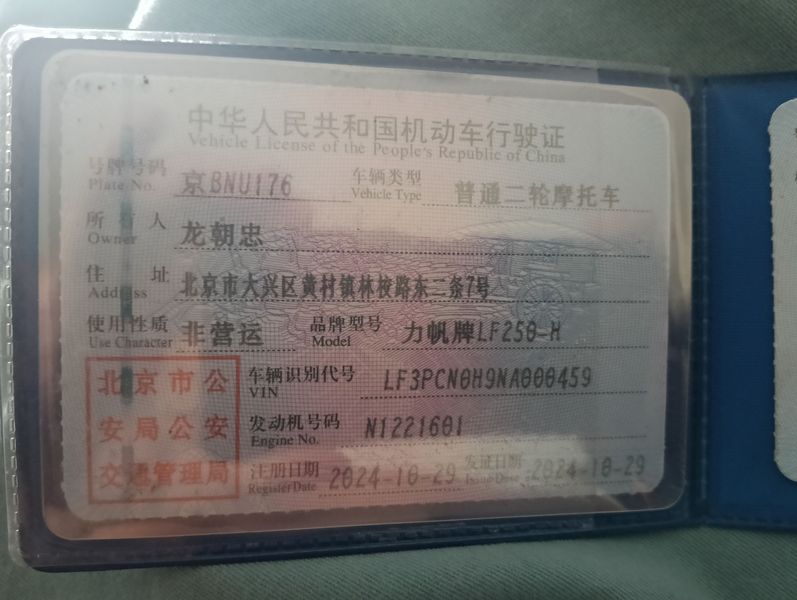 中华人民共和国机动车行驶证
Vehicle License of the People's Republic of China
号牌号码 京BNU176 车辆类型 普通二轮摩托车
Plate No. Vehicle Type
所有人 龙朝忠
Owner
住址 北京市大兴区黄村镇林校路东二条7号
Address
使用性质 非营运 品牌型号 力帆牌LF250-H
Use Character Model
北京市公安局公安交通管理局
车辆识别代号 LF3PCN0H9NA000459
VIN
发动机号码 N1221601
Engine No.
注册日期 2024-10-29 发证日期 2024-10-29
Register Date Issue Date